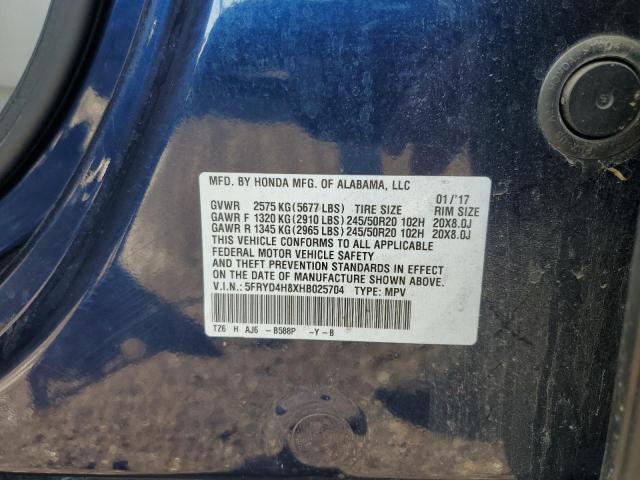 MFD. BY HONDA MFG. OF ALABAMA, LLC
01/'17
GVWR 2575 KG (5677 LBS) TIRE SIZE RIM SIZE
GAWR F 1320 KG (2910 LBS) 245/50R20 102H 20X8.0J
GAWR R 1345 KG (2965 LBS) 245/50R20 102H 20X8.0J
THIS VEHICLE CONFORMS TO ALL APPLICABLE
FEDERAL MOTOR VEHICLE SAFETY
AND THEFT PREVENTION STANDARDS IN EFFECT
ON THE DATE OF MANUFACTURE SHOWN ABOVE.
V.I.N.: 5FRYD4H8XHB025704 TYPE: MPV
TZ6 H AJ6 -B588P -Y-B